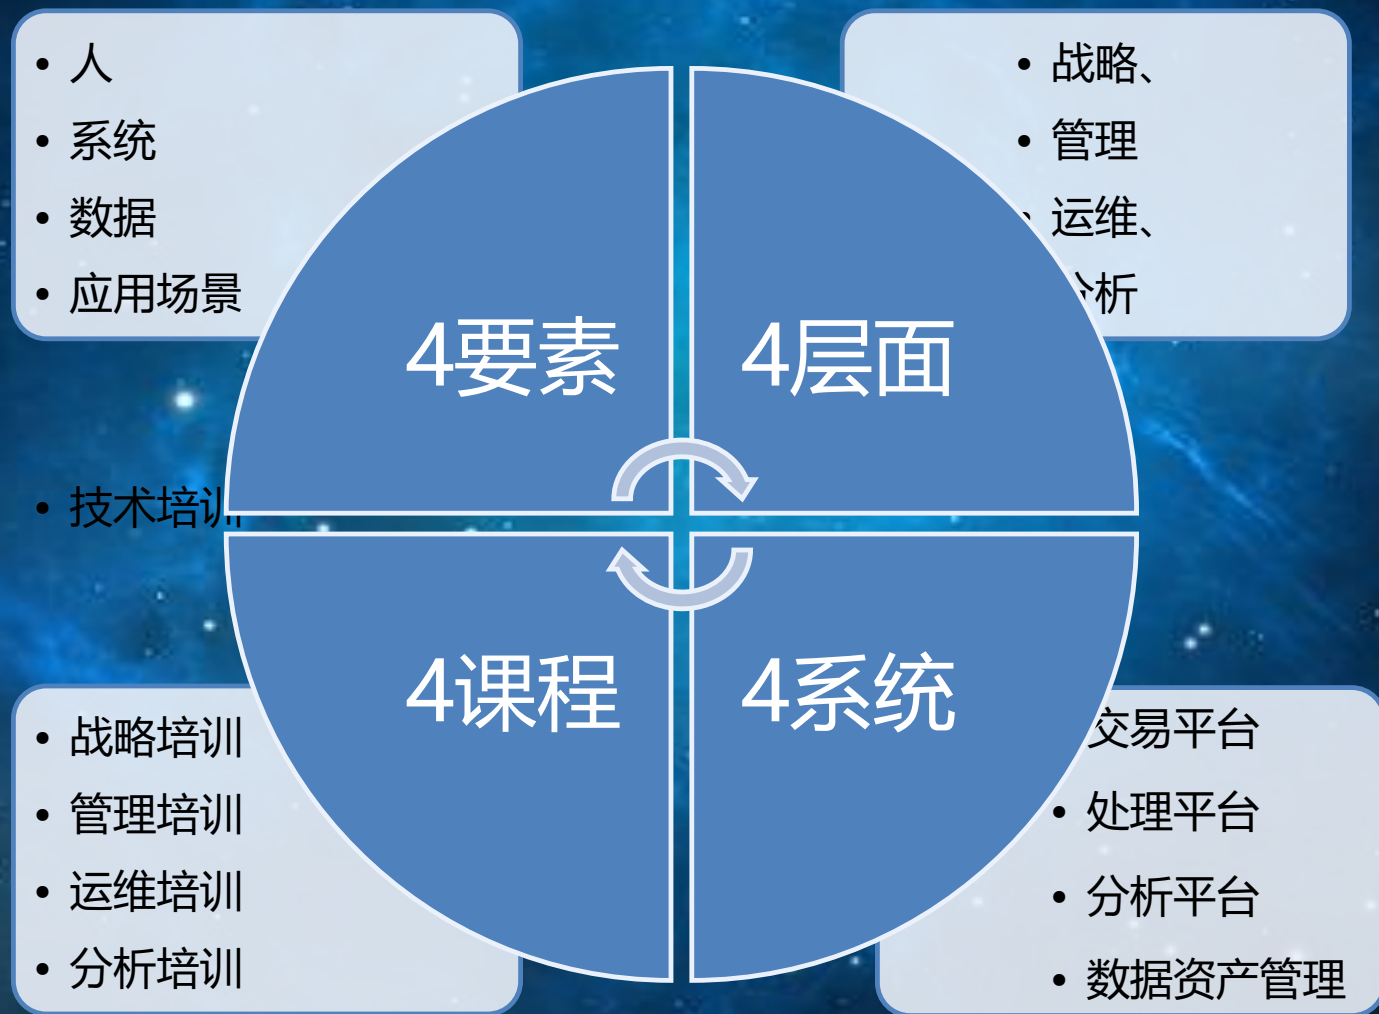 • 人
• 系统
• 数据
• 应用场景
• 战略、
• 管理
• 运维、
分析
4要素
4层面
• 技术培训
4课程
4系统
• 战略培训
• 管理培训
• 运维培训
• 分析培训
交易平台
• 处理平台
• 分析平台
• 数据资产管理